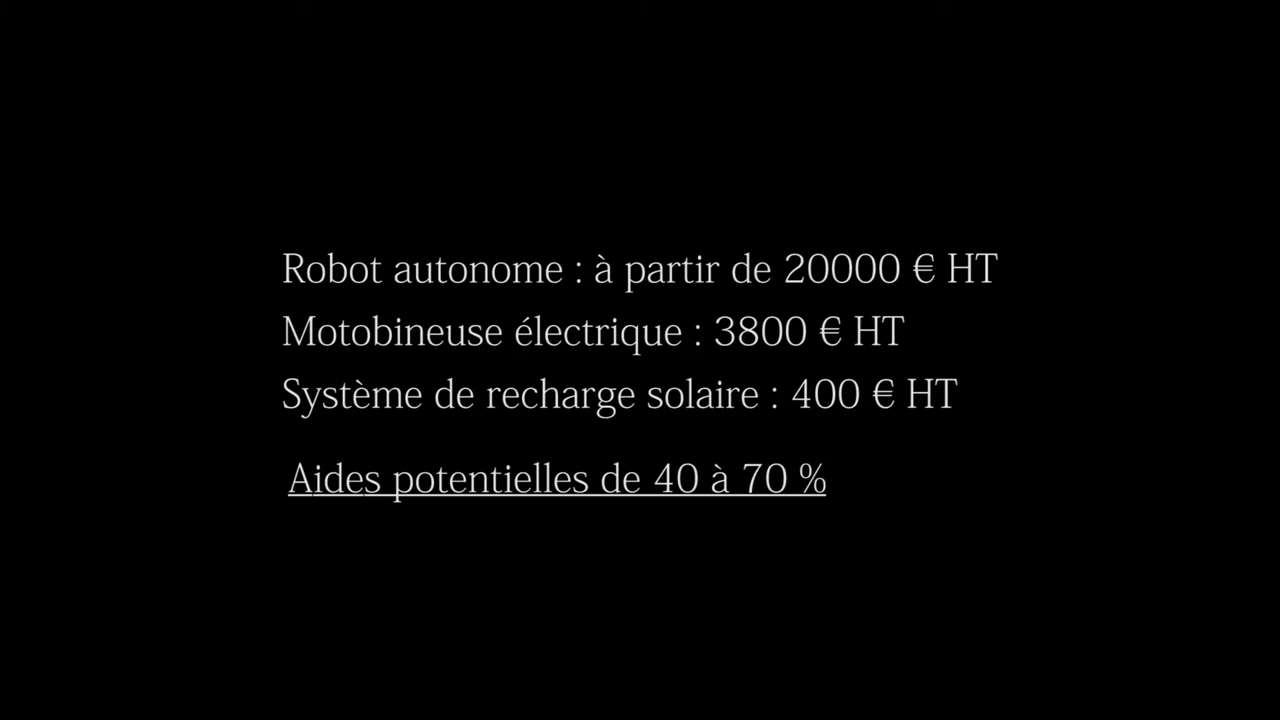 Robot autonome : à partir de 20000 € HT
Motobineuse électrique : 3800 € HT
Système de recharge solaire : 400 € HT
Aides potentielles de 40 à 70 %